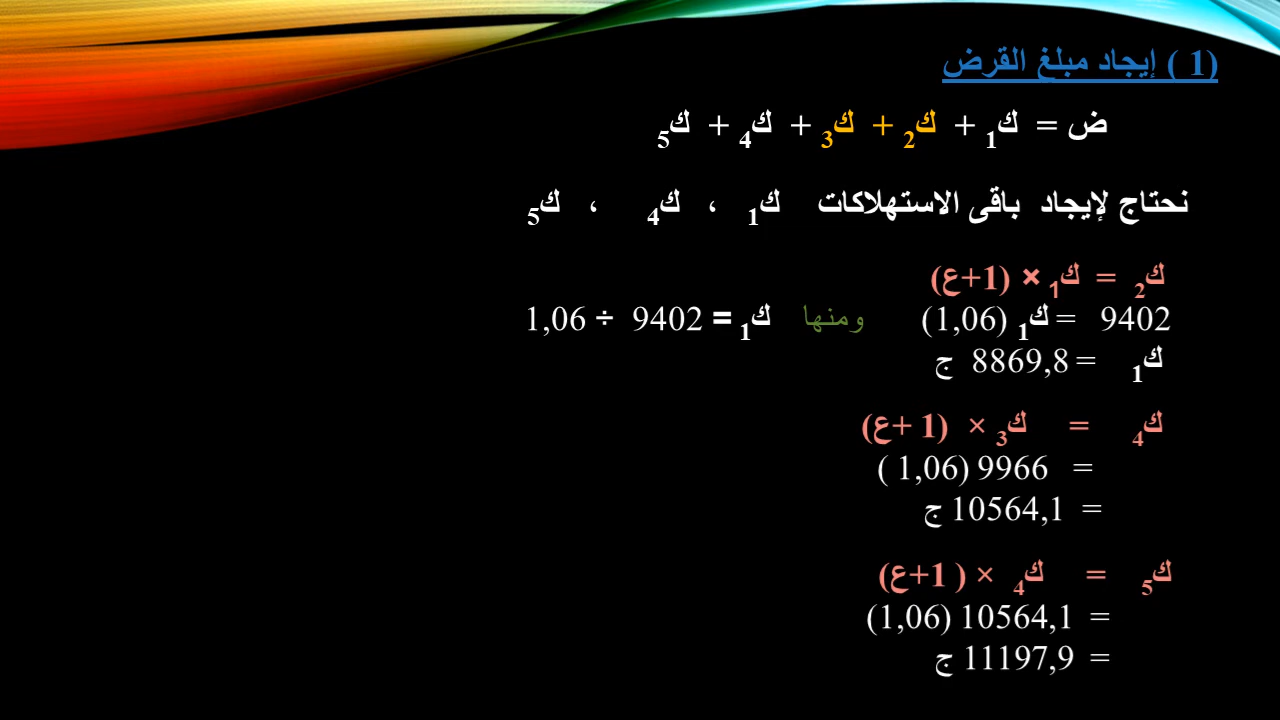 (1 ) إيجاد مبلغ القرض
ض = ك1 + ك2 + ك3 + ك4 + ك5
نحتاج لإيجاد باقى الاستهلاكات ك1 ، ك4 ، ك5
ك2 = ك1 × (1+ع)
9402 = ك1 (1,06) ومنها ك1 = 9402 ÷ 1,06
ك1 = 8869,8 ج
ك4 = ك3 × (1 +ع)
= 9966 (1,06 )
= 10564,1 ج
ك5 = ك4 × ( 1+ع)
= 10564,1 (1,06)
= 11197,9 ج